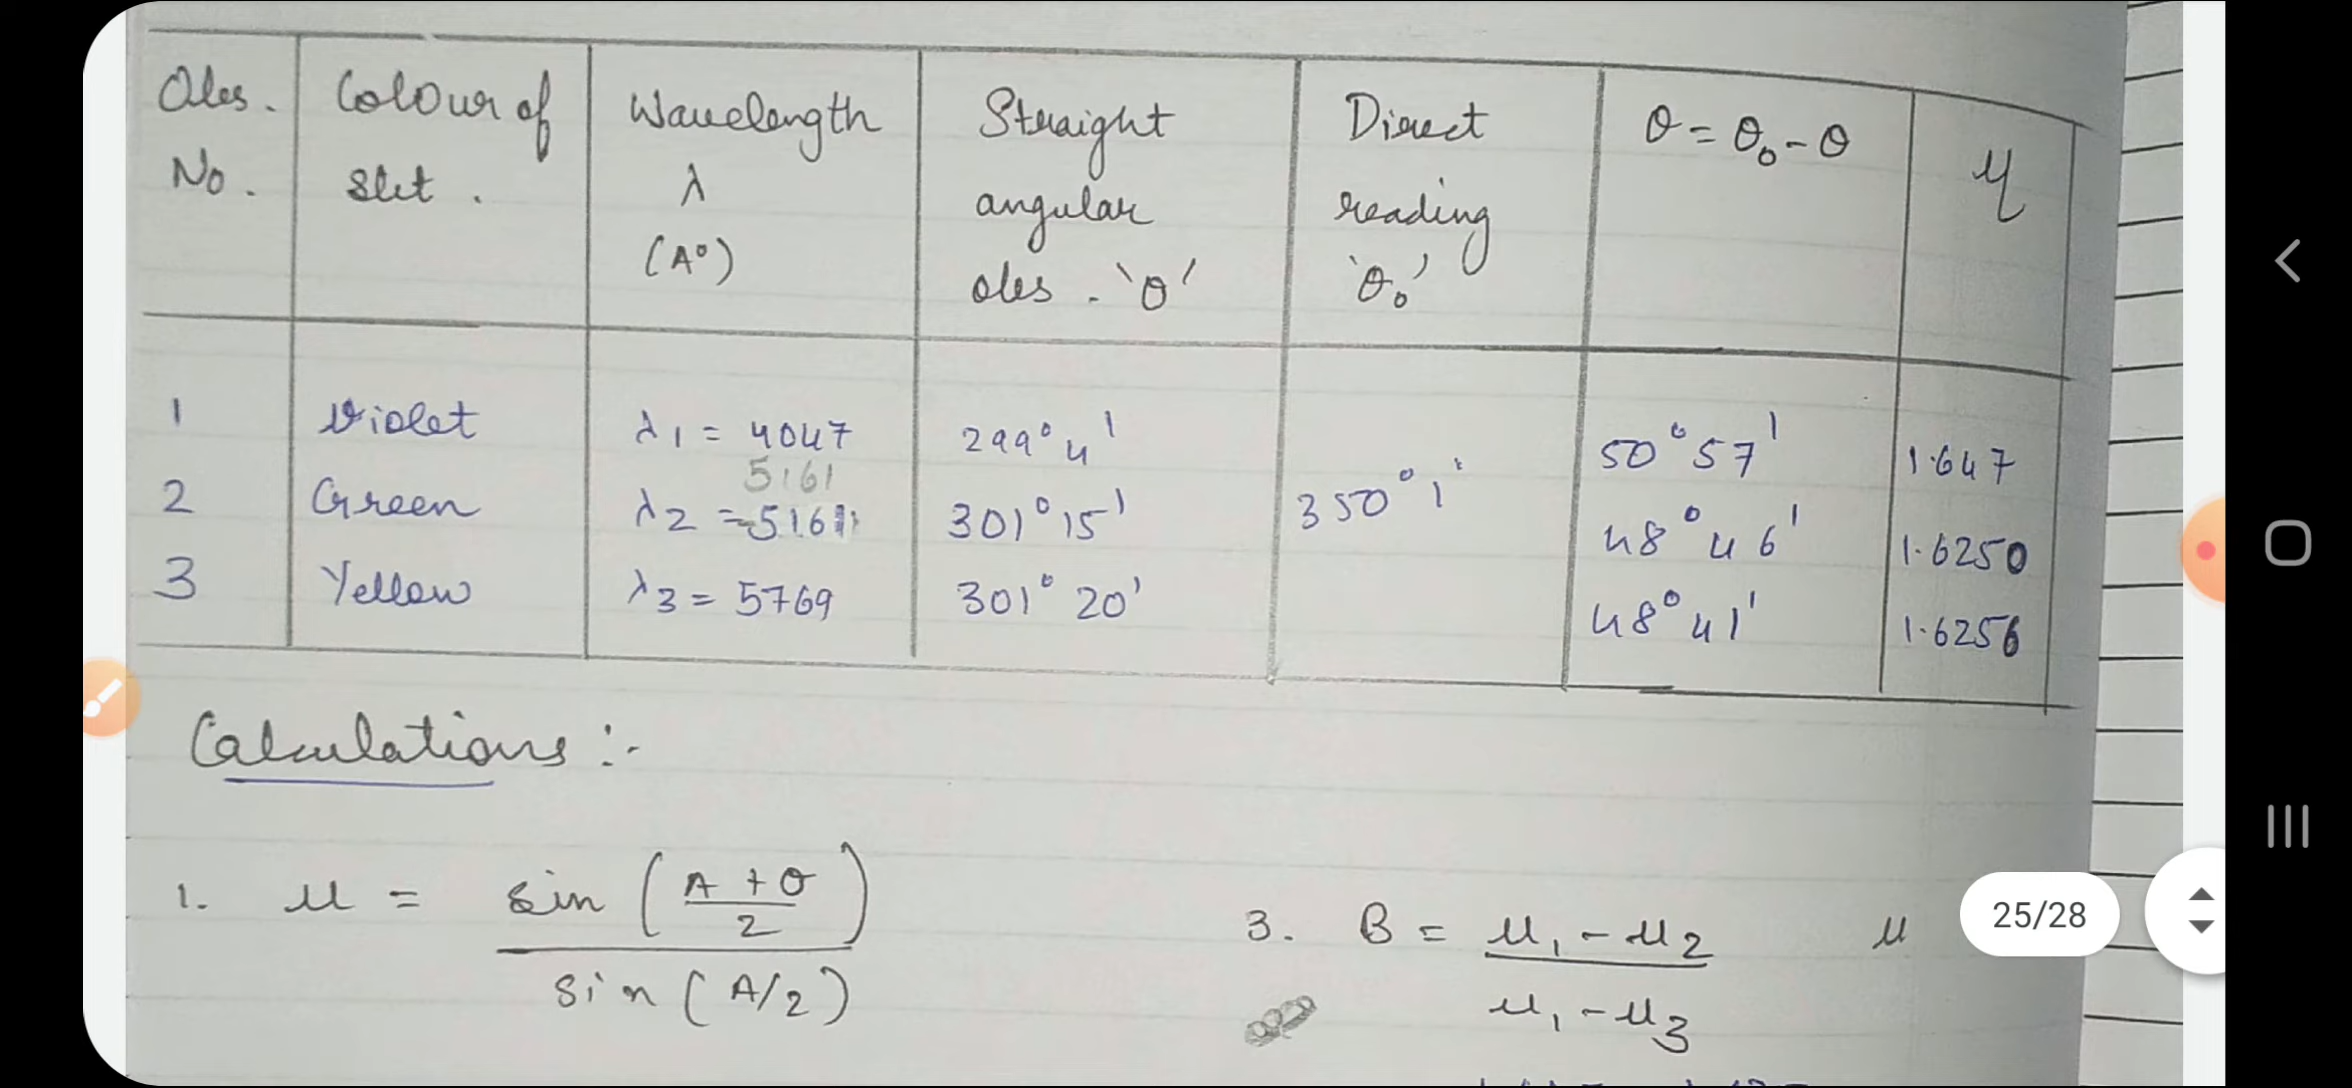 Obs. No. Colour of slit. Wavelength λ (A°) Straight angular obs. 'θ' Direct reading 'θ₀' θ = θ₀ - θ μ
1 Violet λ1 = 4047 299° 4' 350° 1' 50° 57' 1.647
5161
2 Green λ2 = 5161 301° 15' 48° 46' 1.6250
3 Yellow λ3 = 5769 301° 20' 48° 41' 1.6256
Calculations :-
1. μ = sin (A + θ / 2) / sin (A/2)
3. B = μ₁ - μ₂ / μ₁ - μ₃
μ
25/28